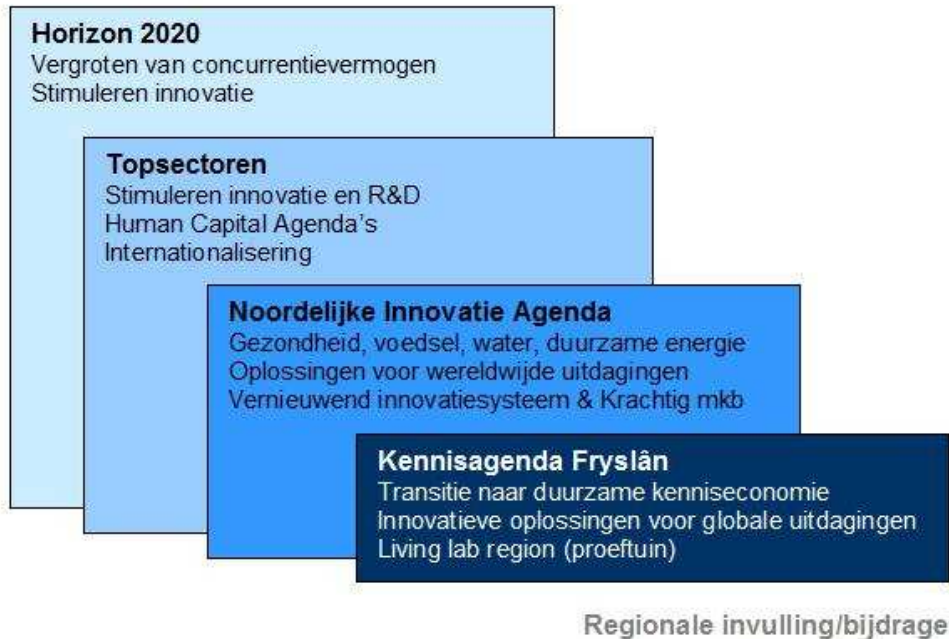 Horizon 2020
Vergroten van concurrentievermogen
Stimuleren innovatie
Topsectoren
Stimuleren innovatie en R&D
Human Capital Agenda's
Internationalisering
Noordelijke Innovatie Agenda
Gezondheid, voedsel, water, duurzame energie
Oplossingen voor wereldwijde uitdagingen
Vernieuwend innovatiesysteem & Krachtig mkb
Kennisagenda Fryslân
Transitie naar duurzame kenniseconomie
Innovatieve oplossingen voor globale uitdagingen
Living lab region (proeftuin)
Regionale invulling/bijdrage